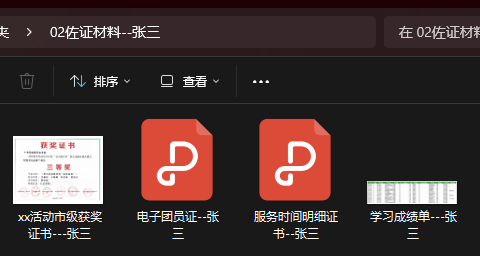 夹 > 02佐证材料--张三
在 02佐证材料
排序
查看
获奖证书
三等奖
xx活动市级获奖
证书---张三
电子团员证--张
三
服务时间明细证
书--张三
学习成绩单---张
三